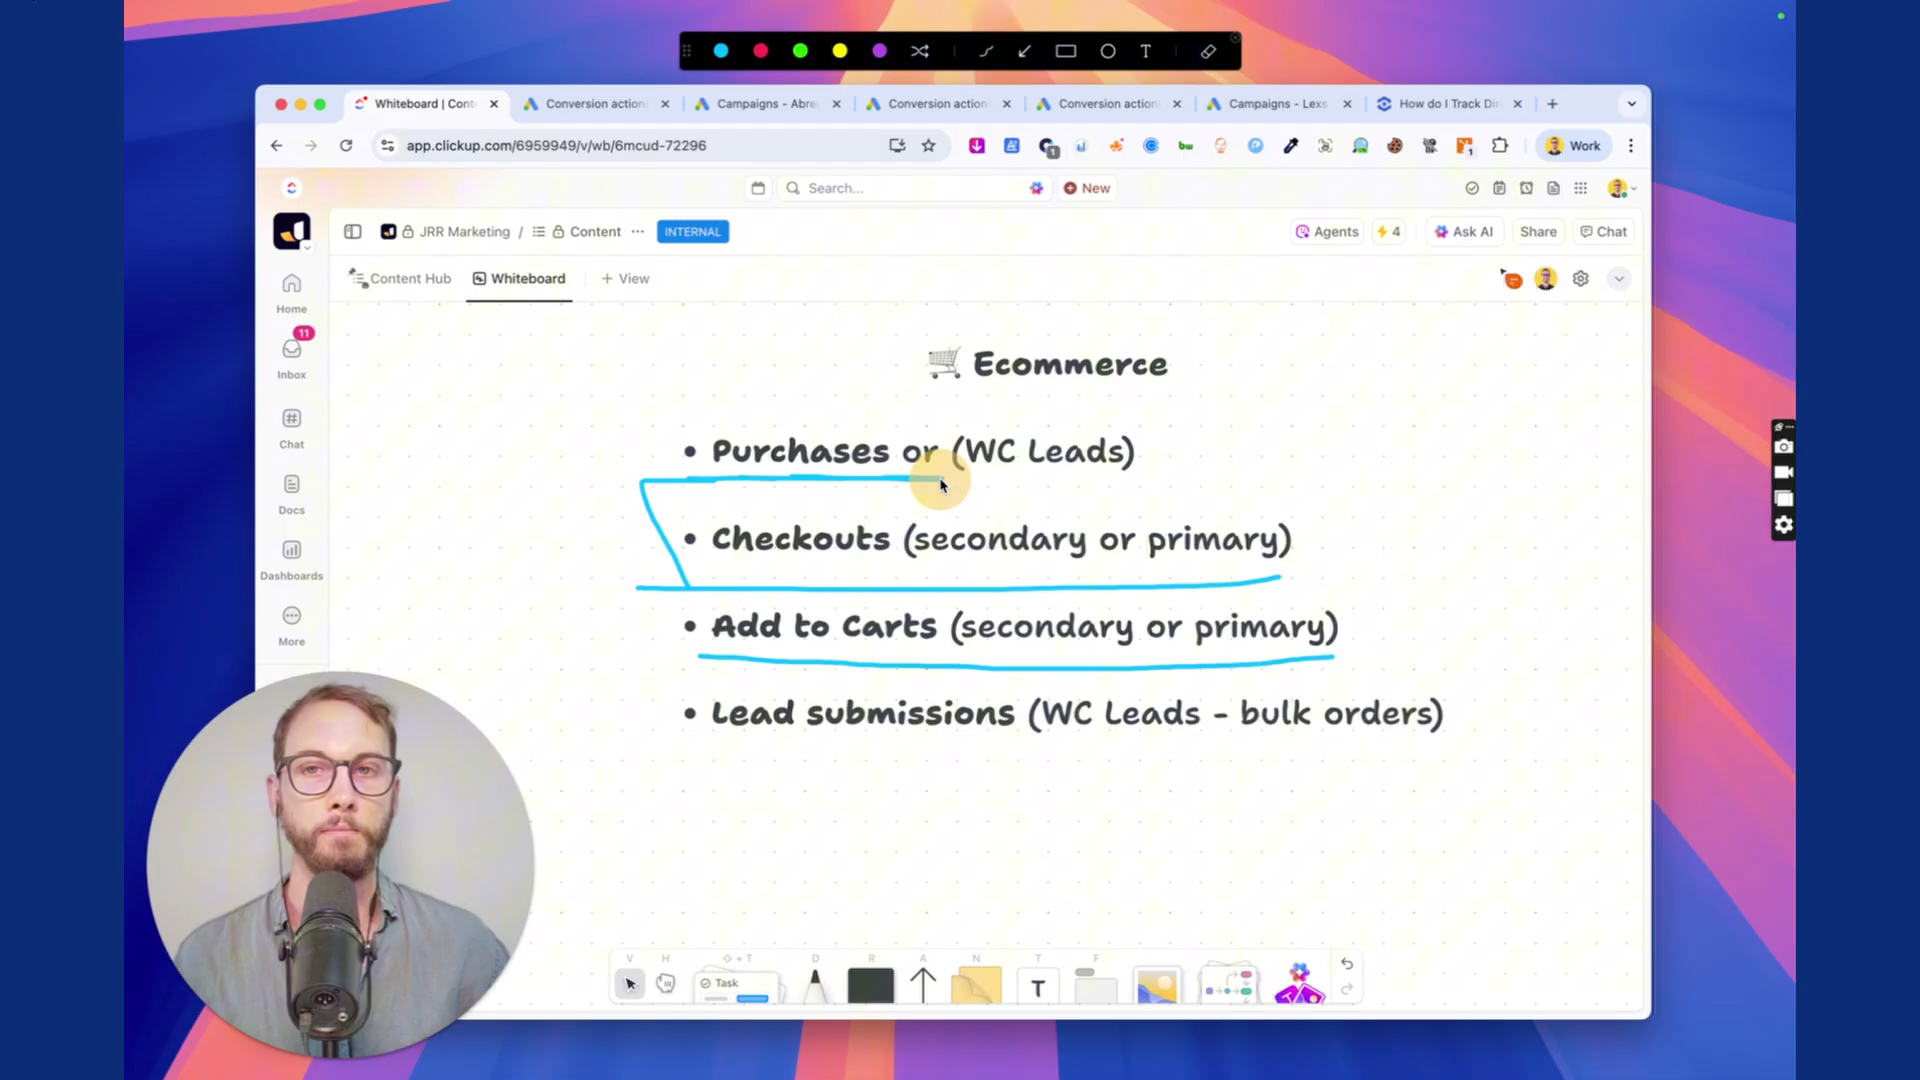 T
Whiteboard | Cont
Conversion action
Campaigns - Abre
Conversion action
Conversion action
Campaigns - Lexs
How do I Track Di
app.clickup.com/6959949/v/wb/6mcud-72296
1
bw
1
Work
Search...
New
JRR Marketing / Content
INTERNAL
Agents
4
Ask AI
Share
Chat
Content Hub
Whiteboard
+ View
Home
11
Inbox
Chat
Docs
Dashboards
More
🛒 Ecommerce
• Purchases or (WC Leads)
• Checkouts (secondary or primary)
• Add to Carts (secondary or primary)
• Lead submissions (WC Leads - bulk orders)
V H ◇ + T D R A N T F
Task
T